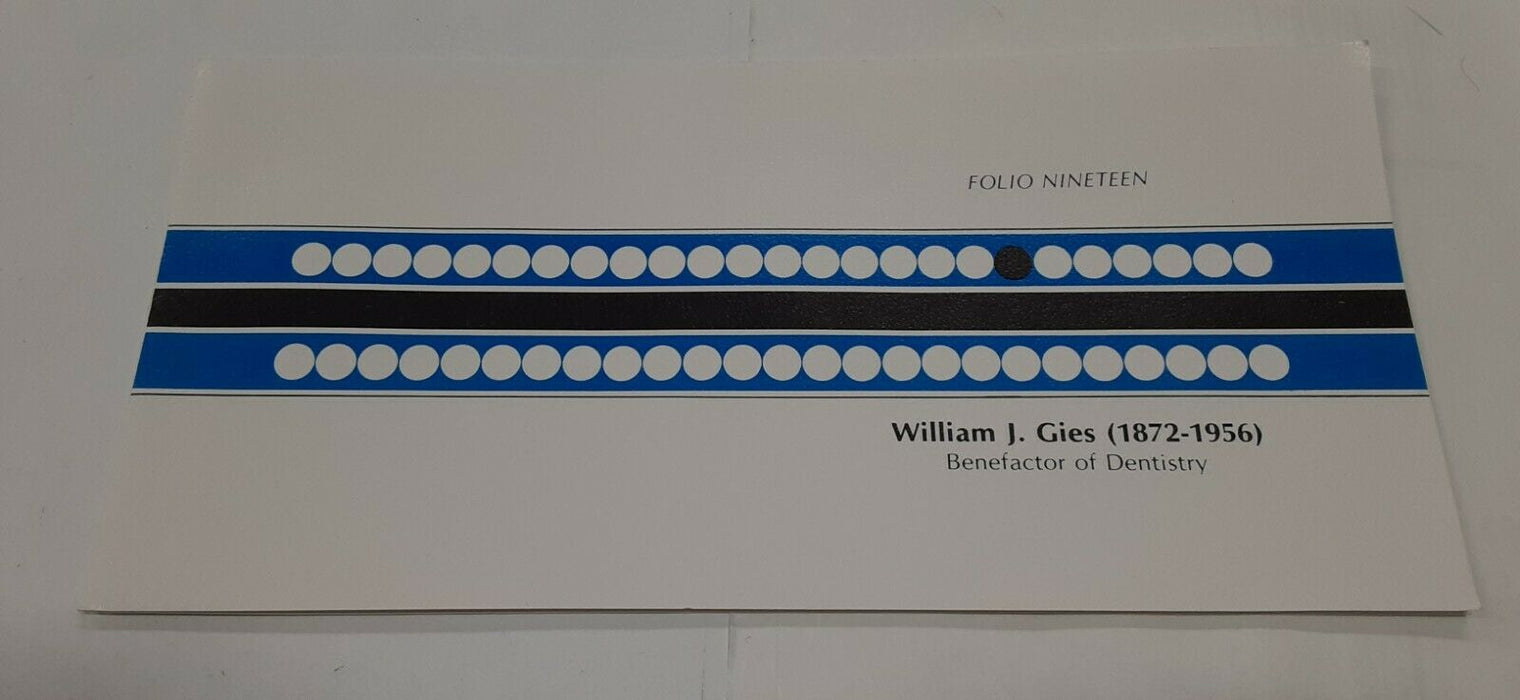 FOLIO NINETEEN
William J. Gies (1872-1956)
Benefactor of Dentistry